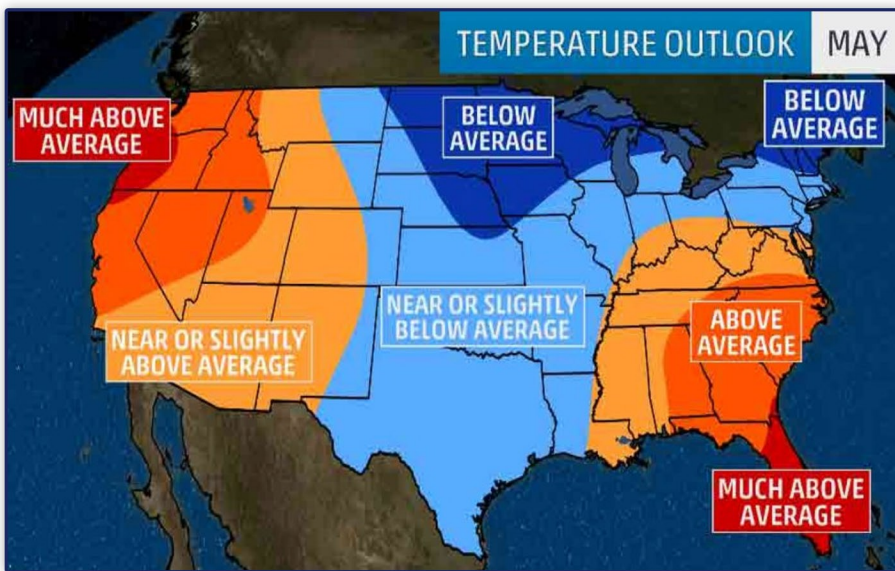 TEMPERATURE OUTLOOK MAY
MUCH ABOVE
AVERAGE
BELOW
AVERAGE
BELOW
AVERAGE
NEAR OR SLIGHTLY
ABOVE AVERAGE
NEAR OR SLIGHTLY
BELOW AVERAGE
ABOVE
AVERAGE
MUCH ABOVE
AVERAGE